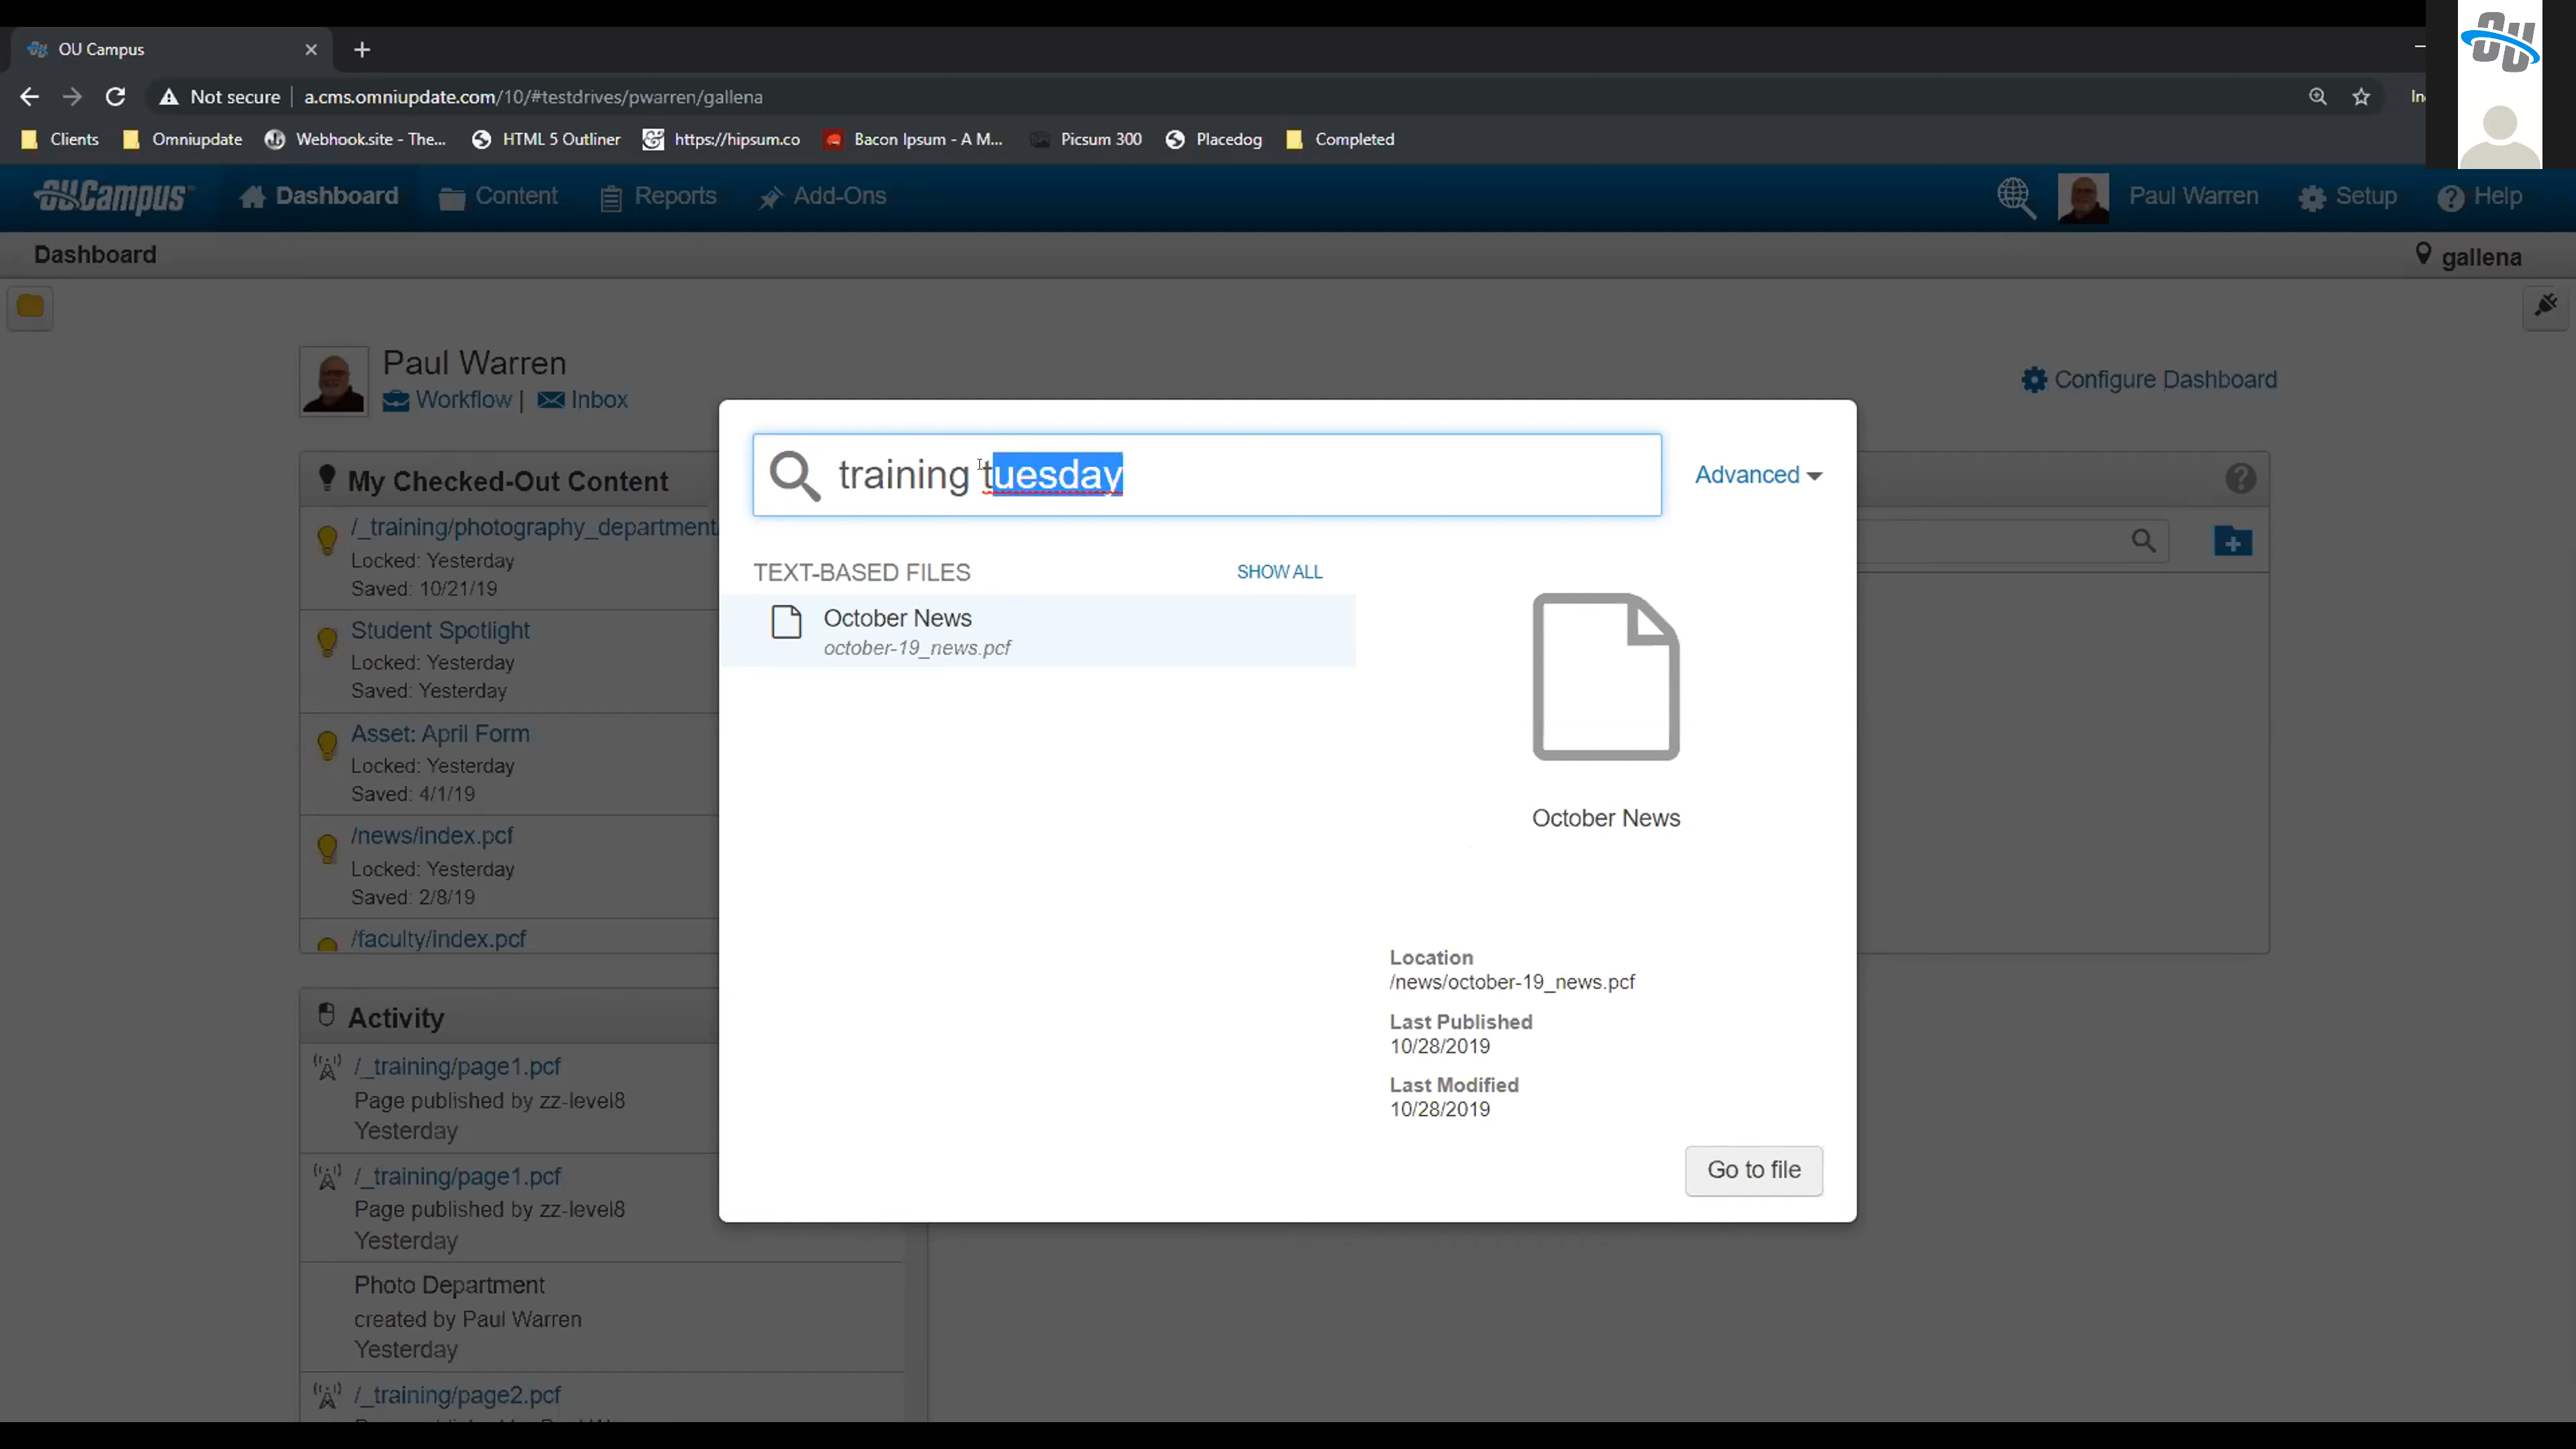 OU Campus
Not secure | a.cms.omniupdate.com/10/#testdrives/pwarren/gallena
Clients
Omniupdate
Webhook.site - The...
HTML 5 Outliner
https://hipsum.co
Bacon Ipsum - A M...
Picsum 300
Placedog
Completed
OU
OUCampus
Dashboard
Content
Reports
Add-Ons
Paul Warren
Setup
Help
Dashboard
gallena
Paul Warren
Workflow | Inbox
Configure Dashboard
My Checked-Out Content
/_training/photography_department
Locked: Yesterday
Saved: 10/21/19
Student Spotlight
Locked: Yesterday
Saved: Yesterday
Asset: April Form
Locked: Yesterday
Saved: 4/1/19
/news/index.pcf
Locked: Yesterday
Saved: 2/8/19
/faculty/index.pcf
Activity
/_training/page1.pcf
Page published by zz-level8
Yesterday
/_training/page1.pcf
Page published by zz-level8
Yesterday
Photo Department
created by Paul Warren
Yesterday
/_training/page2.pcf
training tuesday
Advanced
TEXT-BASED FILES
SHOW ALL
October News
october-19_news.pcf
October News
Location
/news/october-19_news.pcf
Last Published
10/28/2019
Last Modified
10/28/2019
Go to file